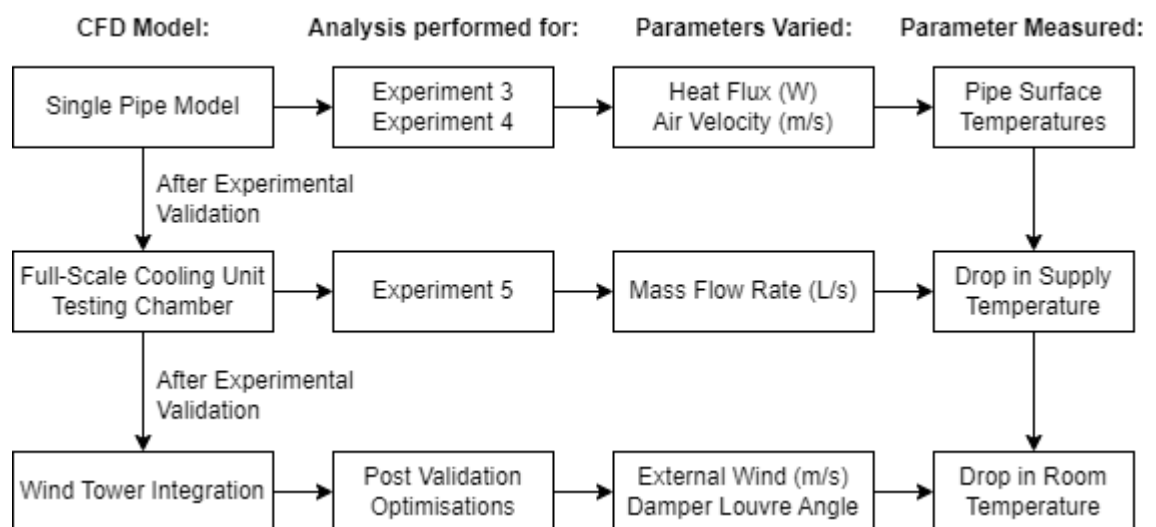 CFD Model:
Analysis performed for:
Parameters Varied:
Parameter Measured:
Single Pipe Model
Experiment 3
Experiment 4
Heat Flux (W)
Air Velocity (m/s)
Pipe Surface
Temperatures
After Experimental
Validation
Full-Scale Cooling Unit
Testing Chamber
Experiment 5
Mass Flow Rate (L/s)
Drop in Supply
Temperature
After Experimental
Validation
Wind Tower Integration
Post Validation
Optimisations
External Wind (m/s)
Damper Louvre Angle
Drop in Room
Temperature